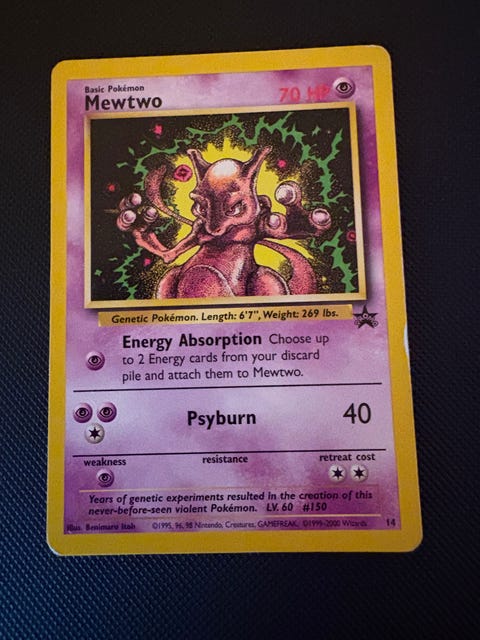 Basic Pokémon
Mewtwo 70 HP
Genetic Pokémon. Length: 6'7", Weight: 269 lbs.
PROMO
Energy Absorption Choose up
to 2 Energy cards from your discard
pile and attach them to Mewtwo.
Psyburn 40
weakness resistance retreat cost
Years of genetic experiments resulted in the creation of this
never-before-seen violent Pokémon. LV. 60 #150
Illus. Benimaru Itoh ©1995, 96, 98 Nintendo, Creatures, GAMEFREAK. ©1999-2000 Wizards. 14